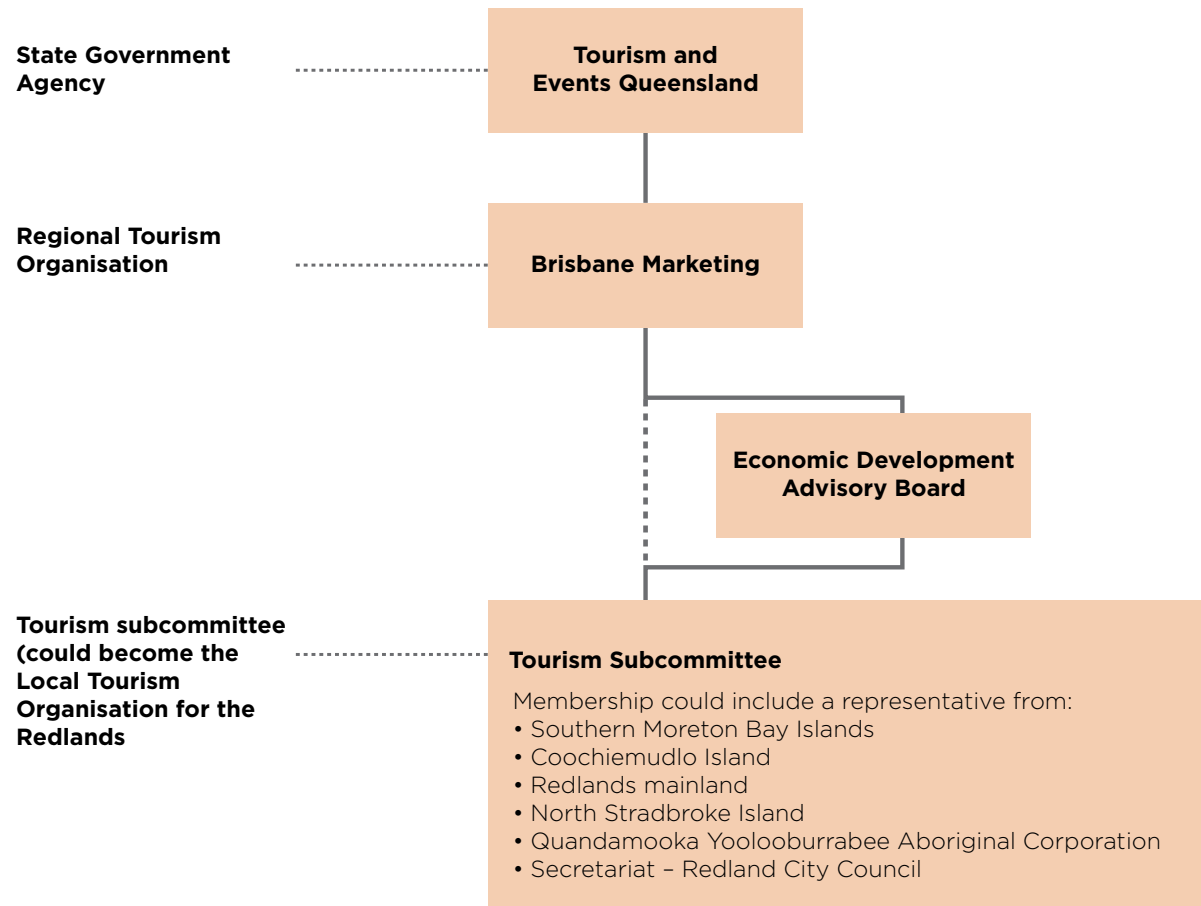 State Government
Agency
Tourism and
Events Queensland
Regional Tourism
Organisation
Brisbane Marketing
Economic Development
Advisory Board
Tourism subcommittee
(could become the
Local Tourism
Organisation for the
Redlands
Tourism Subcommittee
Membership could include a representative from:
• Southern Moreton Bay Islands
• Coochiemudlo Island
• Redlands mainland
• North Stradbroke Island
• Quandamooka Yoolooburrabee Aboriginal Corporation
• Secretariat – Redland City Council